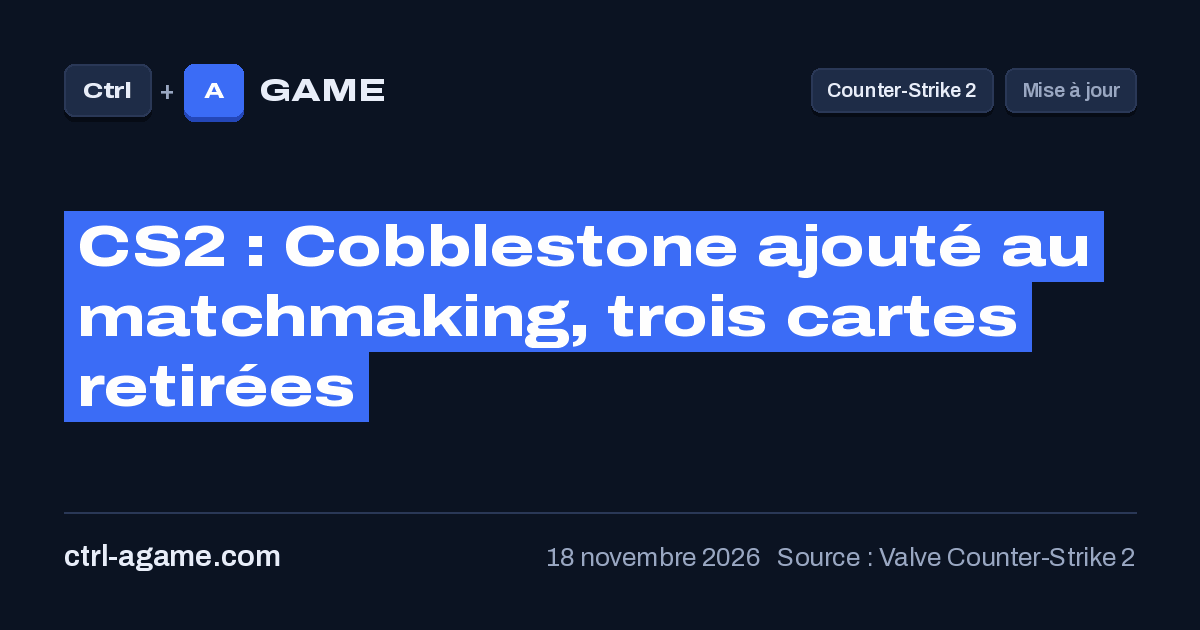 Ctrl + A GAME
Counter-Strike 2
Mise à jour
CS2 : Cobblestone ajouté au
matchmaking, trois cartes
retirées
ctrl-agame.com
18 novembre 2026 Source : Valve Counter-Strike 2